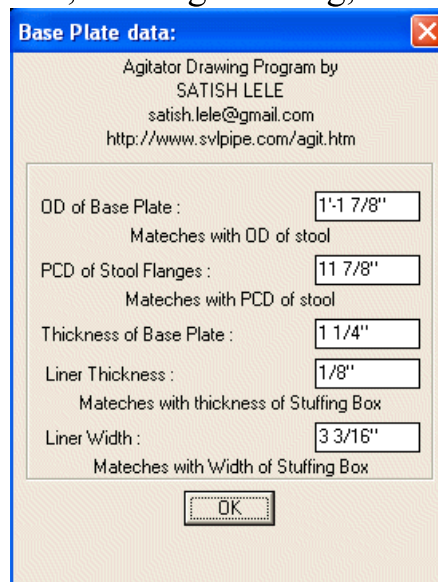 Base Plate data:
Agitator Drawing Program by
SATISH LELE
satish.lele@gmail.com
http://www.svlpipe.com/agit.htm
OD of Base Plate : 1'-1 7/8"
Mateches with OD of stool
PCD of Stool Flanges : 11 7/8"
Mateches with PCD of stool
Thickness of Base Plate : 1 1/4"
Liner Thickness : 1/8"
Mateches with thickness of Stuffing Box
Liner Width : 3 3/16"
Mateches with Width of Stuffing Box
OK